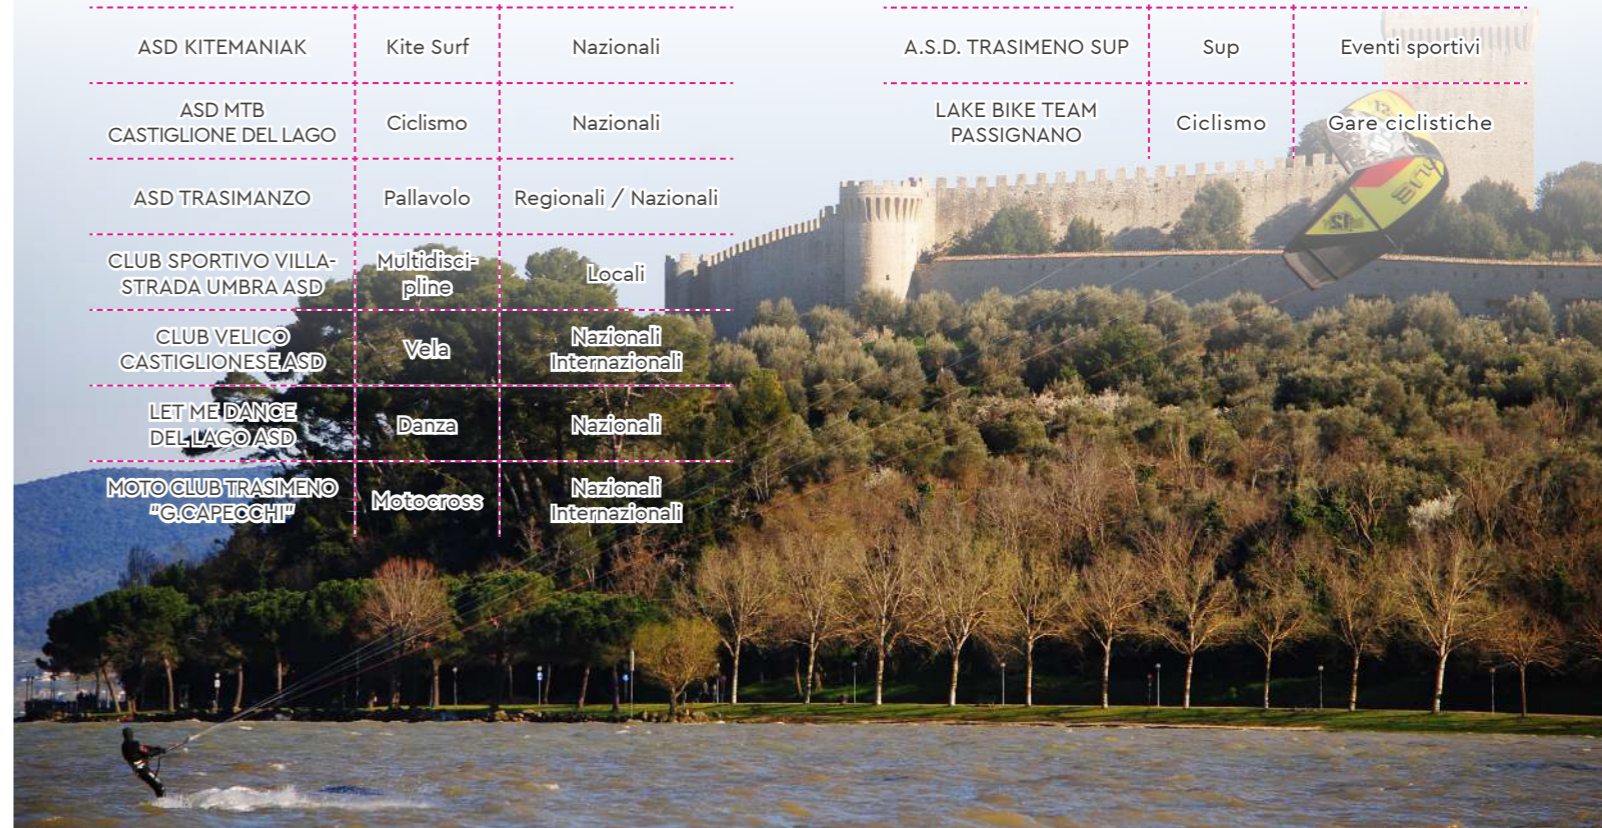 ASD KITEMANIAK Kite Surf Nazionali
ASD MTB
CASTIGLIONE DEL LAGO Ciclismo Nazionali
ASD TRASIMANZO Pallavolo Regionali / Nazionali
CLUB SPORTIVO VILLA-
STRADA UMBRA ASD
Multidisci-
pline
Locali
CLUB VELICO
CASTIGLIONESE ASD
Vela
Nazionali
Internazionali
LET ME DANCE
DEL LAGO ASD
Danza
Nazionali
MOTO CLUB TRASIMENO
"G.CAPECCHI"
Motocross
Nazionali
Internazionali
A.S.D. TRASIMENO SUP Sup Eventi sportivi
LAKE BIKE TEAM
PASSIGNANO
Ciclismo
Gare ciclistiche
12